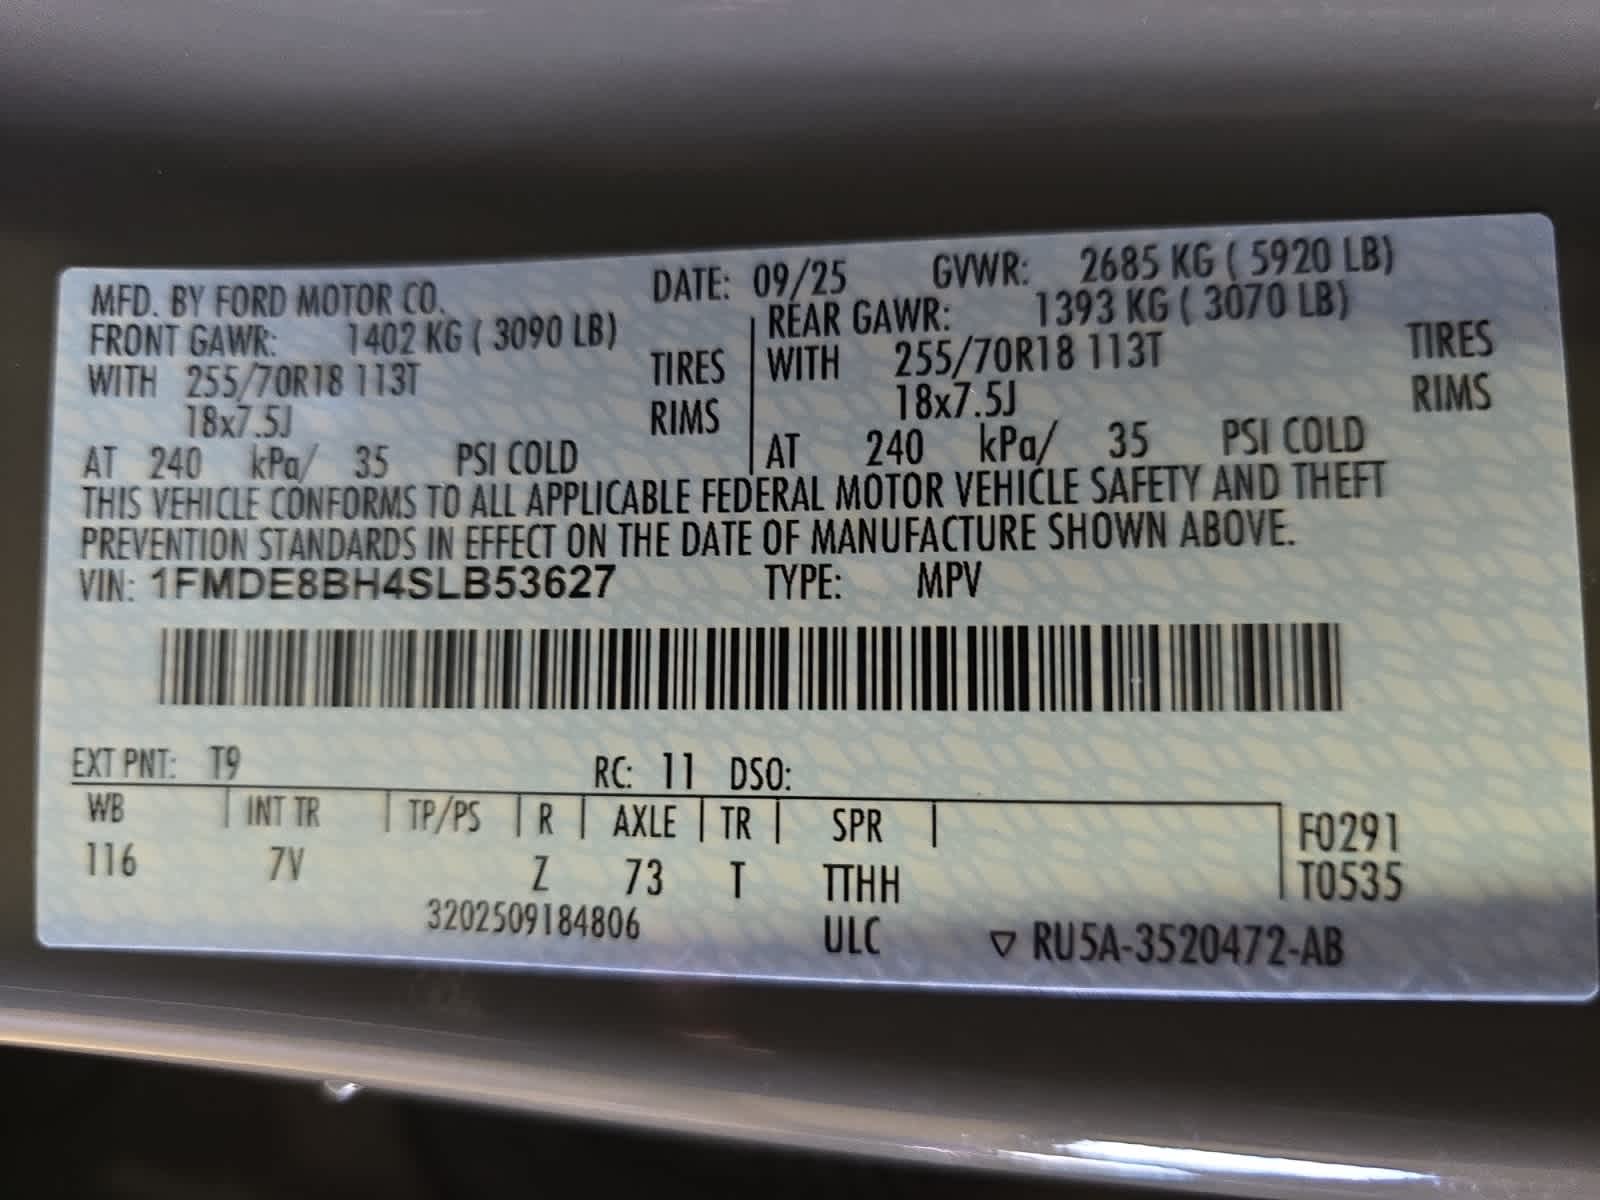 MFD. BY FORD MOTOR CO. DATE: 09/25 GVWR: 2685 KG ( 5920 LB)
FRONT GAWR: 1402 KG ( 3090 LB)
WITH 255/70R18 113T TIRES
18x7.5J RIMS
AT 240 kPa/ 35 PSI COLD
REAR GAWR: 1393 KG ( 3070 LB)
WITH 255/70R18 113T TIRES
18x7.5J RIMS
AT 240 kPa/ 35 PSI COLD
THIS VEHICLE CONFORMS TO ALL APPLICABLE FEDERAL MOTOR VEHICLE SAFETY AND THEFT
PREVENTION STANDARDS IN EFFECT ON THE DATE OF MANUFACTURE SHOWN ABOVE.
VIN: 1FMDE8BH4SLB53627 TYPE: MPV
EXT PNT: T9 RC: 11 DSO:
WB | INT TR | TP/PS | R | AXLE | TR | SPR |
116 7V Z 73 T TTHH
F0291
T0535
3202509184806 ULC ▽ RU5A-3520472-AB